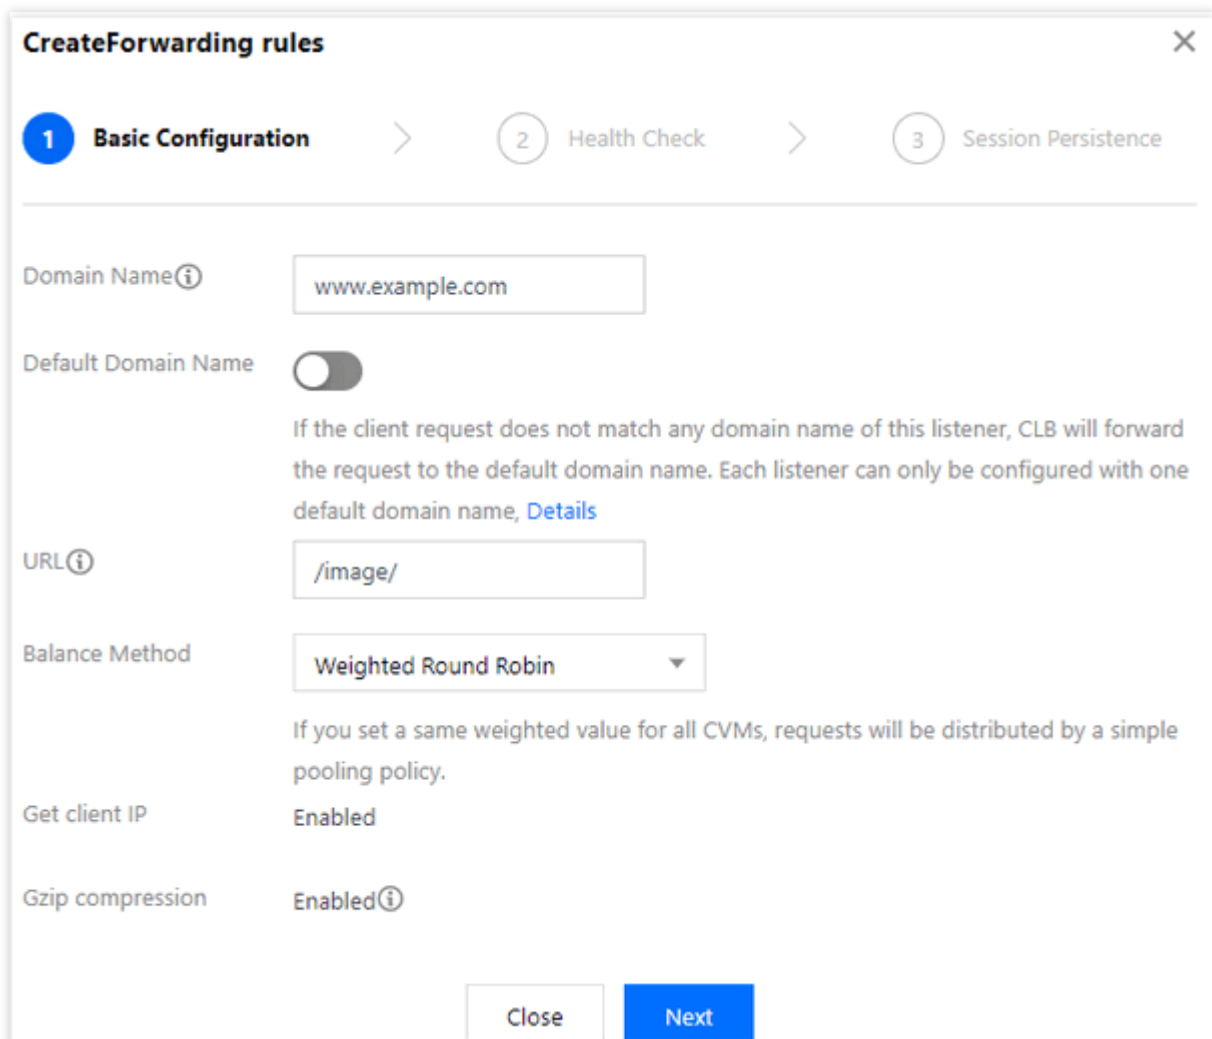 CreateForwarding rules
1 Basic Configuration 2 Health Check 3 Session Persistence
Domain Name www.example.com
Default Domain Name
If the client request does not match any domain name of this listener, CLB will forward
the request to the default domain name. Each listener can only be configured with one
default domain name, Details
URL /image/
Balance Method Weighted Round Robin
If you set a same weighted value for all CVMs, requests will be distributed by a simple
pooling policy.
Get client IP Enabled
Gzip compression Enabled
Close Next